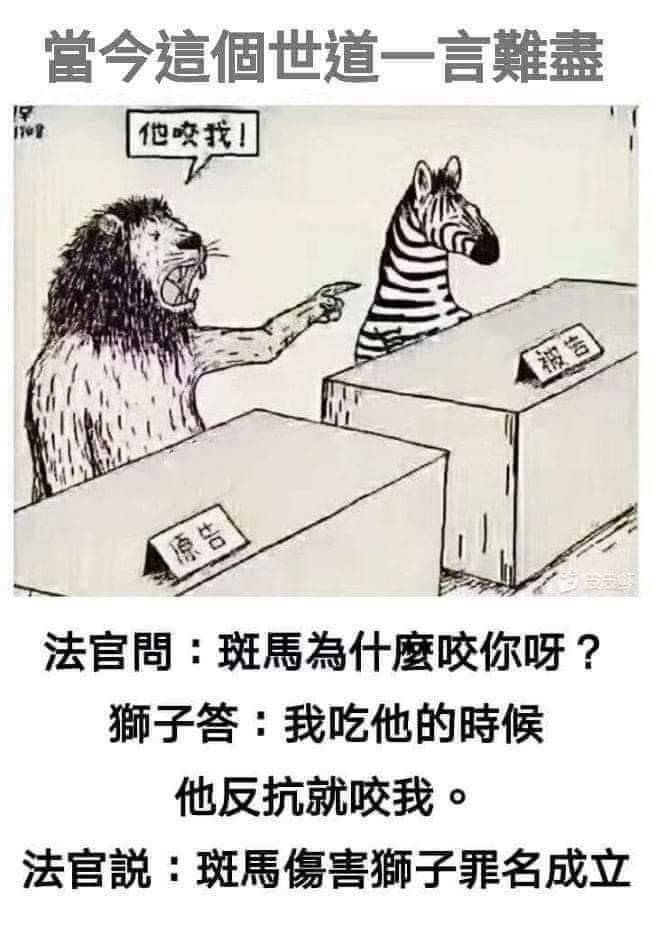 當今這個世道一言難盡
1708
他咬我!
被告
原告
法官問：斑馬為什麼咬你呀？
獅子答：我吃他的時候
他反抗就咬我。
法官説：斑馬傷害獅子罪名成立